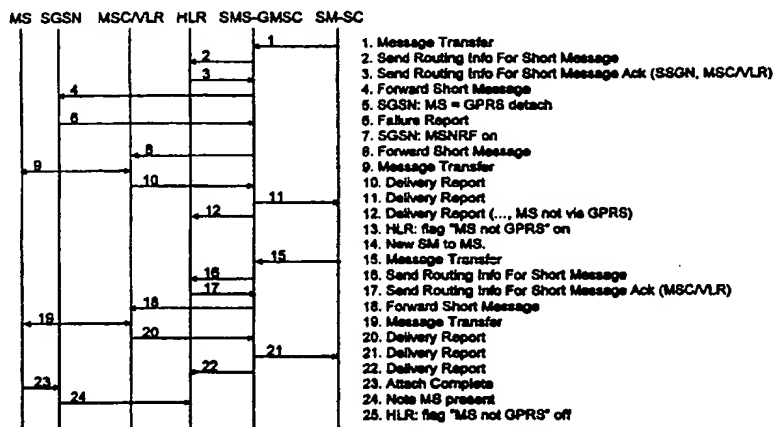 MS SGSN MSC/VLR HLR SMS-GMSC SM-SC
1
2
3
4
6
8
9
10
11
12
15
16
17
18
19
20
21
22
23
24
1. Message Transfer
2. Send Routing Info For Short Message
3. Send Routing Info For Short Message Ack (SSGN, MSC/VLR)
4. Forward Short Message
5. SGSN: MS = GPRS detach
6. Failure Report
7. SGSN: MSNRF on
8. Forward Short Message
9. Message Transfer
10. Delivery Report
11. Delivery Report
12. Delivery Report (..., MS not via GPRS)
13. HLR: flag "MS not GPRS" on
14. New SM to MS.
15. Message Transfer
16. Send Routing Info For Short Message
17. Send Routing Info For Short Message Ack (MSC/VLR)
18. Forward Short Message
19. Message Transfer
20. Delivery Report
21. Delivery Report
22. Delivery Report
23. Attach Complete
24. Note MS present
25. HLR: flag "MS not GPRS" off